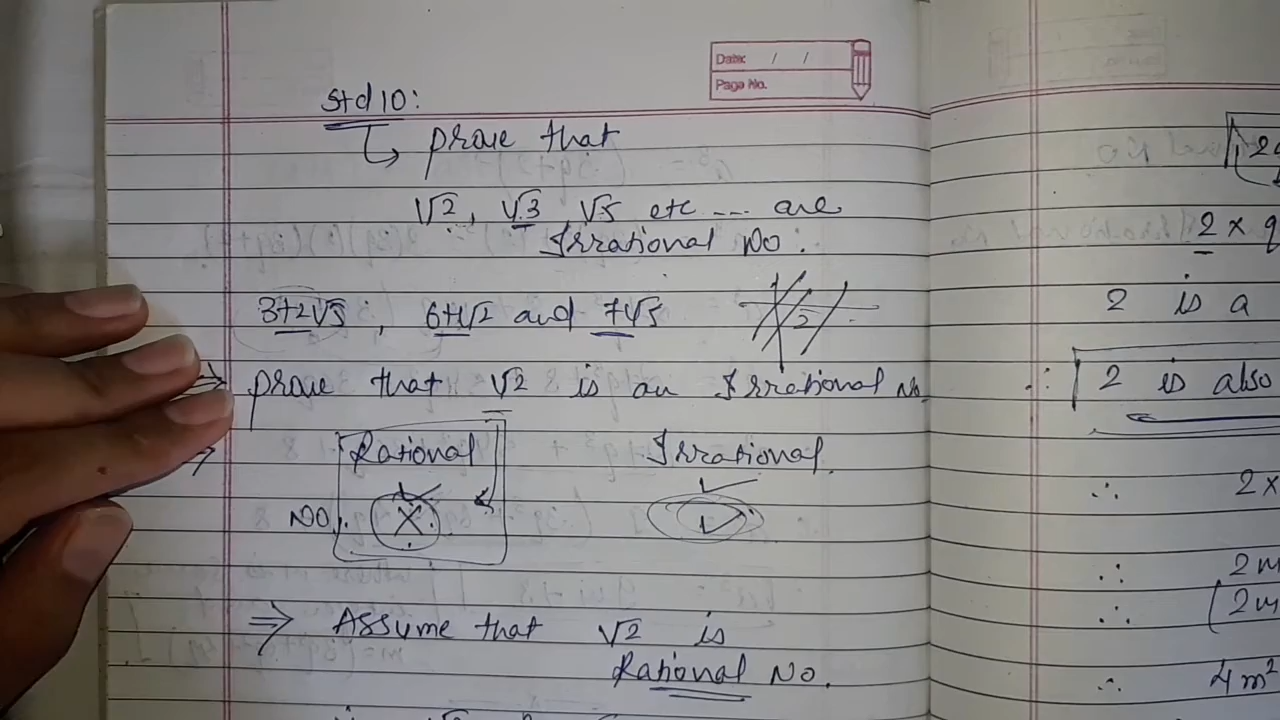 Date: / /
Page No.
Std 10:
prove that
√2, √3, √5 etc --- are
Irrational No.
3+2√5; 6+√2 and 7√5
2
⇒ prove that √2 is an Irrational No.
⇒ Rational Irrational.
NO.
⇒ Assume that √2 is
Rational No.
2 × q
2 is a
∴ 2 is also
∴ 2×
∴ 2m
∴ (2m
∴ 4m²